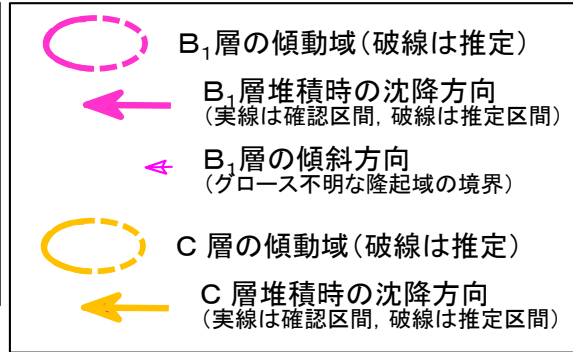 B₁層の傾動域(破線は推定)
B₁層堆積時の沈降方向
(実線は確認区間, 破線は推定区間)
B₁層の傾斜方向
(グロース不明な隆起域の境界)
C 層の傾動域(破線は推定)
C 層堆積時の沈降方向
(実線は確認区間, 破線は推定区間)